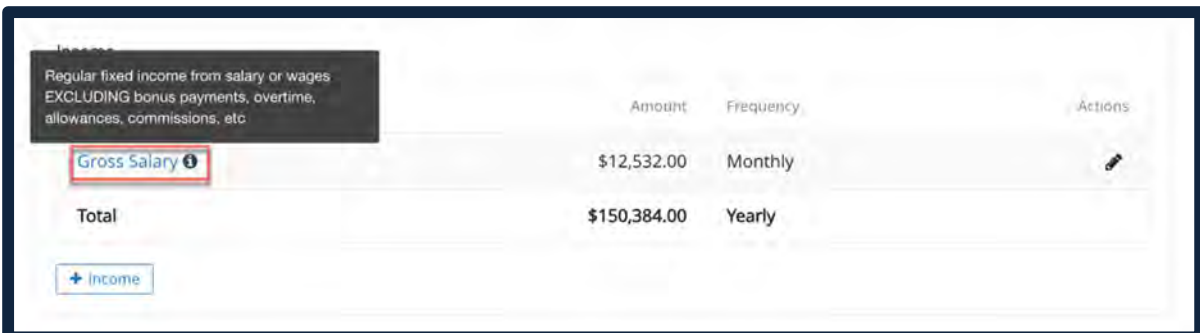 Income
Regular fixed income from salary or wages
EXCLUDING bonus payments, overtime,
allowances, commissions, etc
Amount Frequency Actions
Gross Salary $12,532.00 Monthly
Total $150,384.00 Yearly
+ Income